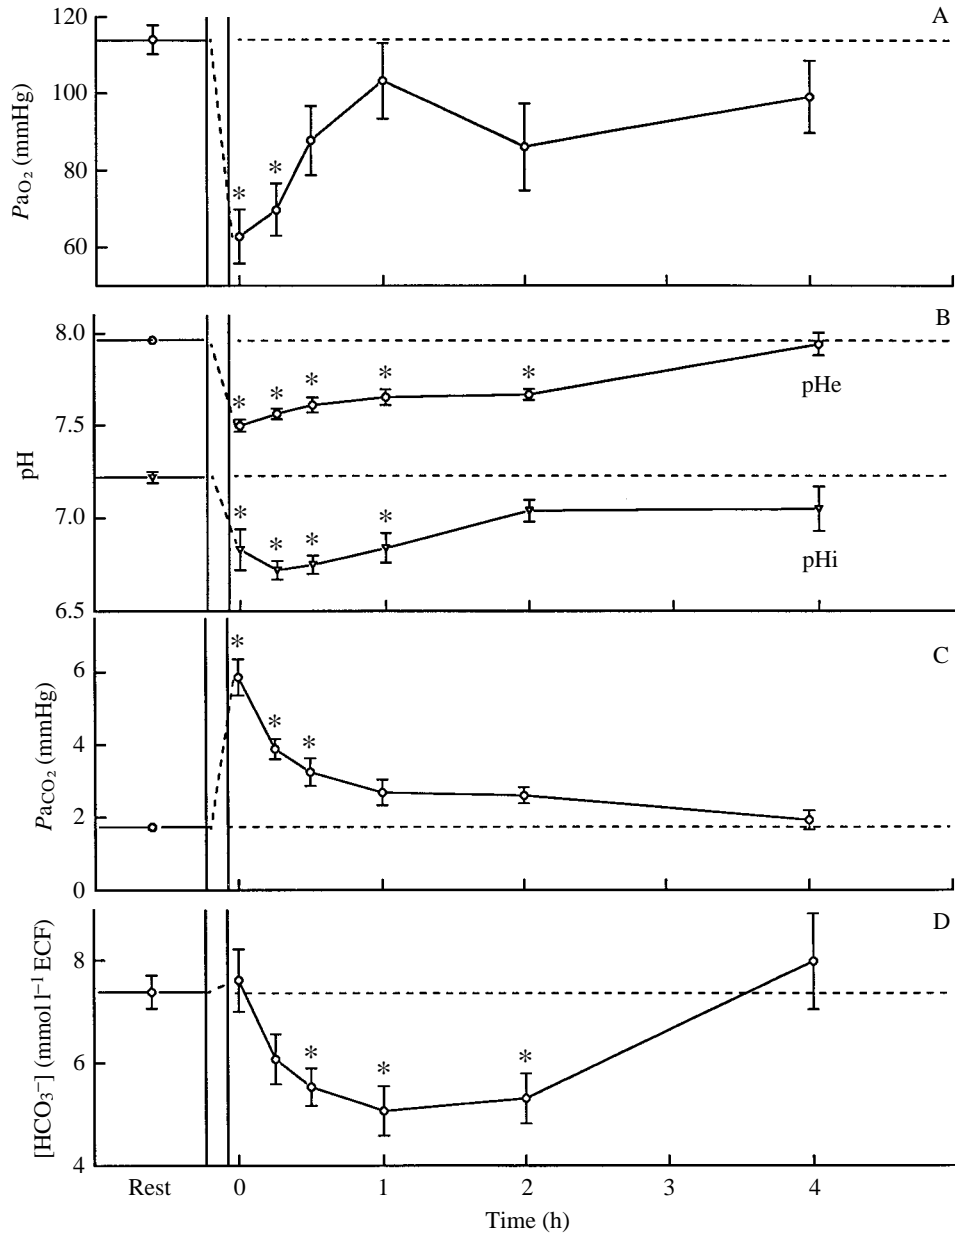 A
120
100
80
60
PaO₂ (mmHg)
*
*
B
8.0
7.5
7.0
6.5
pH
* * * * *
pHe
* * * *
pHi
C
6
4
2
0
PaCO₂ (mmHg)
*
*
*
D
8
6
4
[HCO₃⁻] (mmol l⁻¹ ECF)
* * *
Rest 0 1 2 3 4
Time (h)